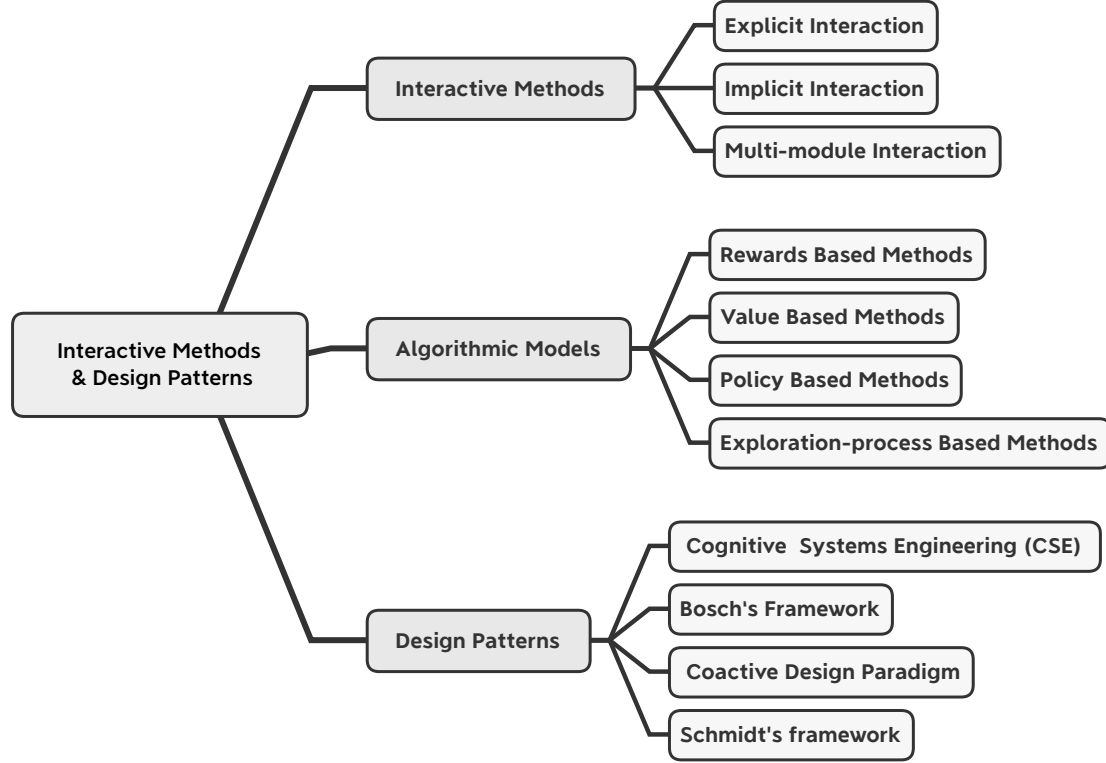 Interactive Methods
& Design Patterns
Interactive Methods
Explicit Interaction
Implicit Interaction
Multi-module Interaction
Algorithmic Models
Rewards Based Methods
Value Based Methods
Policy Based Methods
Exploration-process Based Methods
Design Patterns
Cognitive  Systems Engineering (CSE)
Bosch's Framework
Coactive Design Paradigm
Schmidt's framework